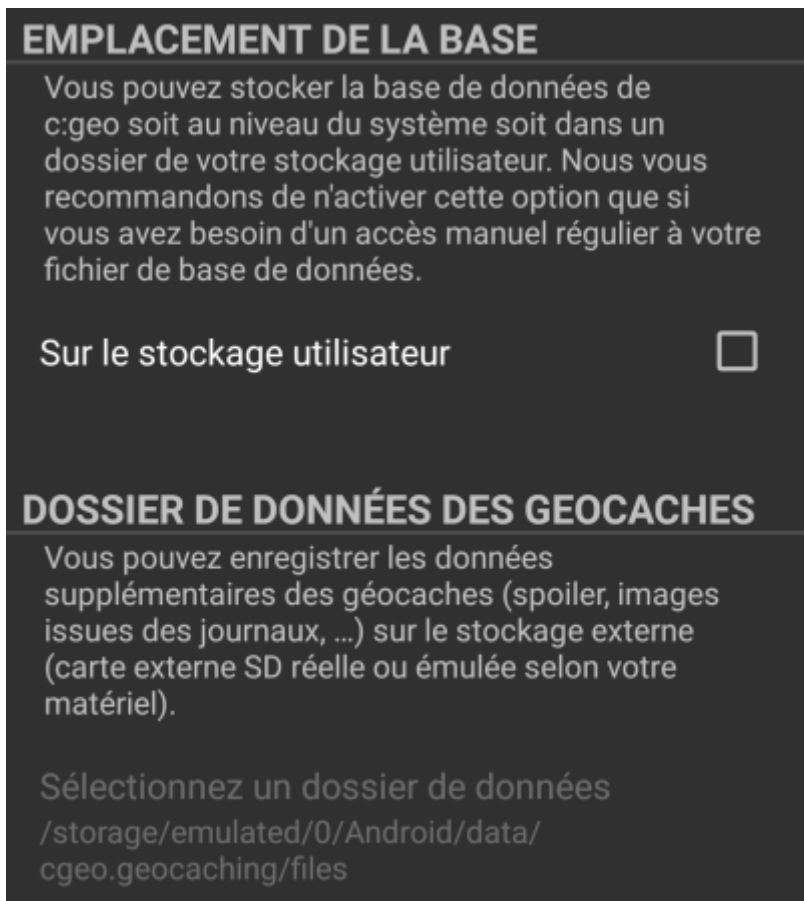 EMPLACEMENT DE LA BASE
Vous pouvez stocker la base de données de
c:geo soit au niveau du système soit dans un
dossier de votre stockage utilisateur. Nous vous
recommandons de n'activer cette option que si
vous avez besoin d'un accès manuel régulier à votre
fichier de base de données.
Sur le stockage utilisateur
DOSSIER DE DONNÉES DES GEOCACHES
Vous pouvez enregistrer les données
supplémentaires des géocaches (spoiler, images
issues des journaux, …) sur le stockage externe
(carte externe SD réelle ou émulée selon votre
matériel).
Sélectionnez un dossier de données
/storage/emulated/0/Android/data/
cgeo.geocaching/files